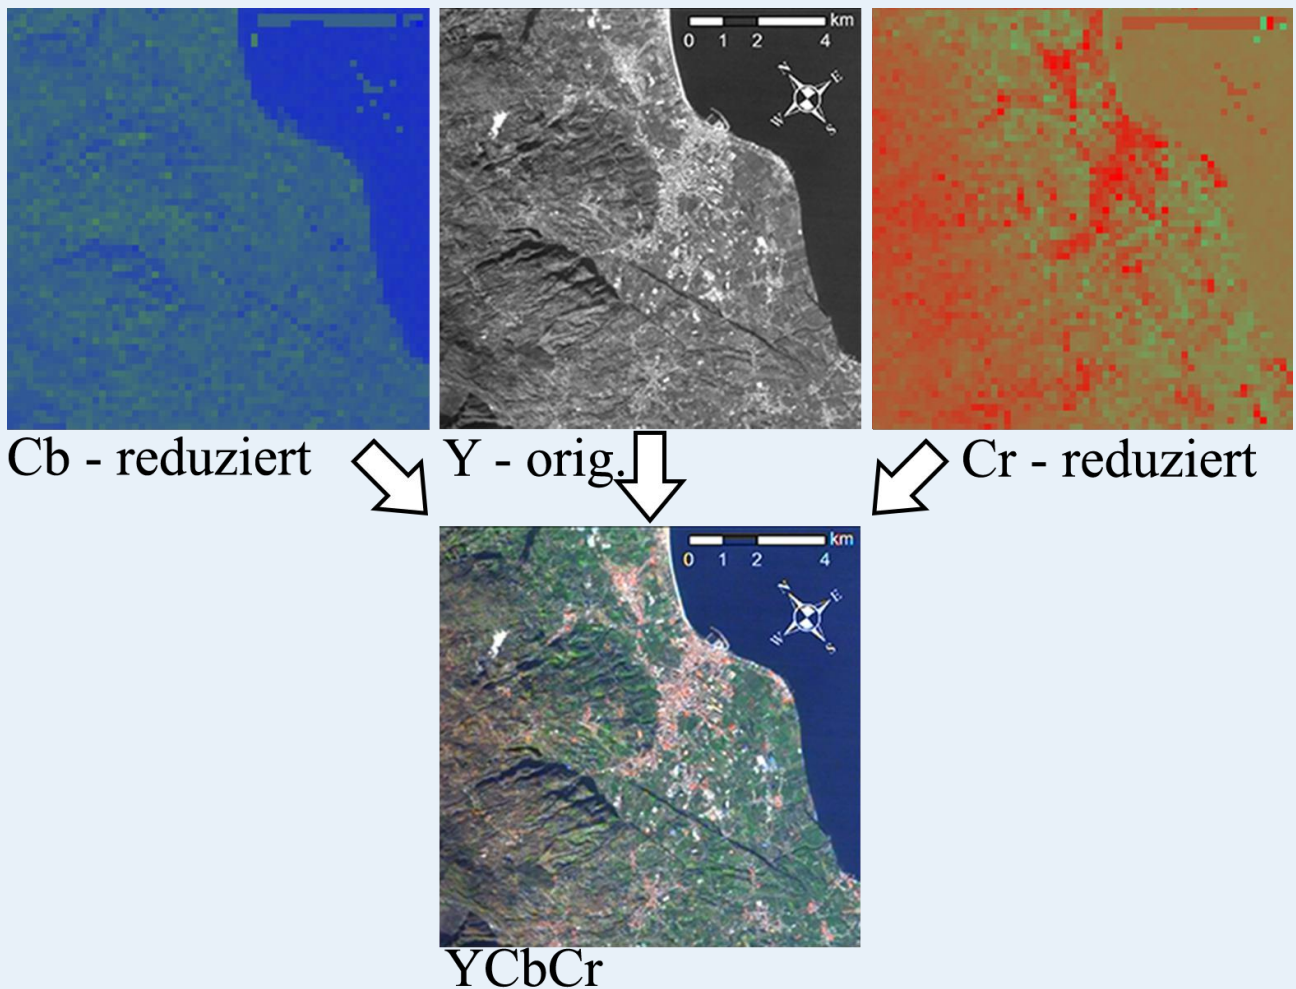 km
0 1 2 4
N
E
W
S
Cb - reduziert
Y - orig.
Cr - reduziert
km
0 1 2 4
N
E
W
S
YCbCr